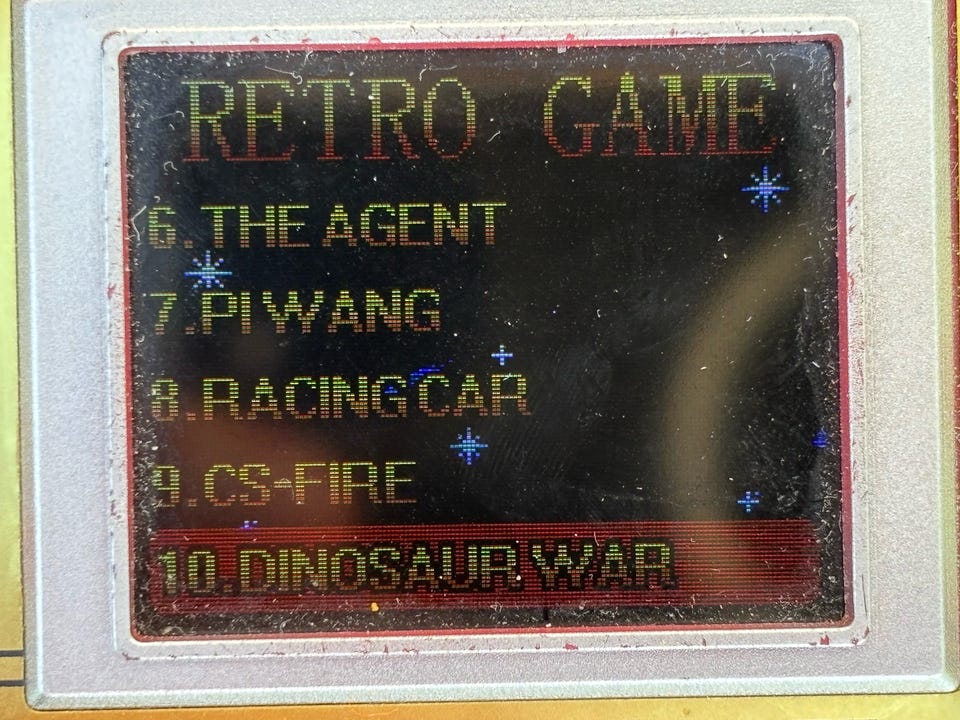 RETRO GAME
6.THE AGENT
7.PI WANG
8.RACING CAR
9.CS-FIRE
10.DINOSAUR WAR